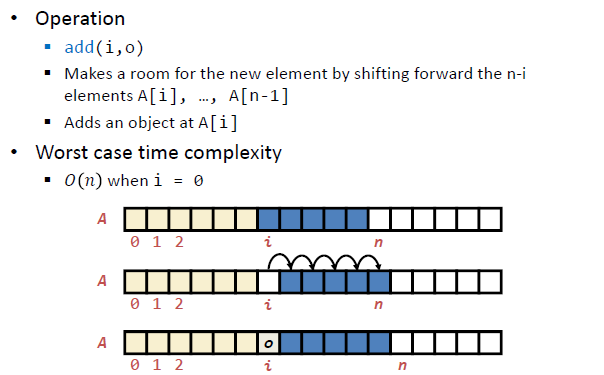 • Operation
▪ add(i,o)
▪ Makes a room for the new element by shifting forward the n-i
elements A[i], …, A[n-1]
▪ Adds an object at A[i]
• Worst case time complexity
▪ O(n) when i = 0
A
0 1 2 i n
A
0 1 2 i n
A o
0 1 2 i n